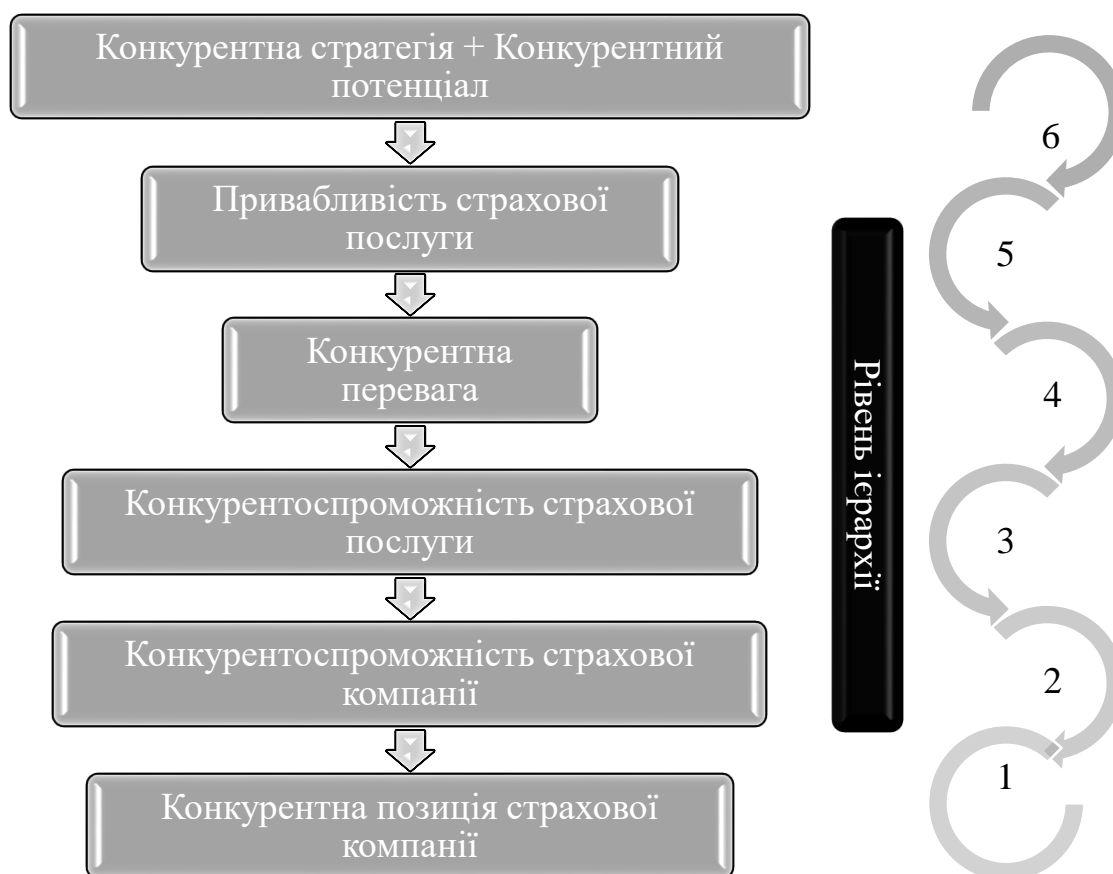 Конкурентна стратегія + Конкурентний
потенціал
Привабливість страхової
послуги
Конкурентна
перевага
Конкурентоспроможність страхової
послуги
Конкурентоспроможність страхової
компанії
Конкурентна позиція страхової
компанії
Рівень ієрархії
6
5
4
3
2
1